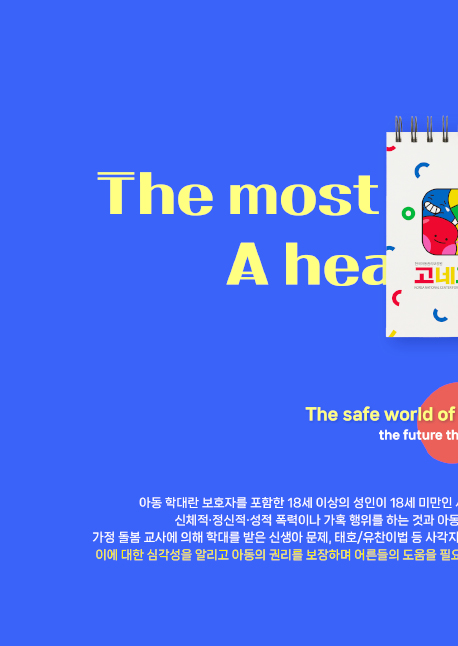 The most
A hea
고네
The safe world of
the future th
아동 학대란 보호자를 포함한 18세 이상의 성인이 18세 미만인
신체적·정신적·성적 폭력이나 가혹 행위를 하는 것과 아동
가정 돌봄 교사에 의해 학대를 받은 신생아 문제, 태호/유찬이법 등 사각지
이에 대한 심각성을 알리고 아동의 권리를 보장하며 어른들의 도움을 필요